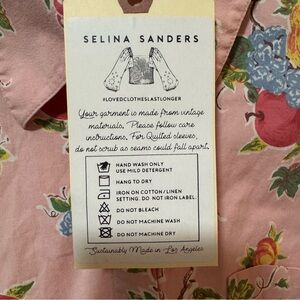 SELINA SANDERS
#LOVEDCLOTHESLASTLONGER
Your garment is made from vintage
materials. Please follow care
instructions. For Quilted sleeves,
do not scrub as seams could fall apart.
HAND WASH ONLY
USE MILD DETERGENT
HANG TO DRY
IRON ON COTTON/LINEN
SETTING. DO NOT IRON LABEL.
DO NOT BLEACH
DO NOT MACHINE WASH
DO NOT MACHINE DRY
Sustainably Made in Los Angeles